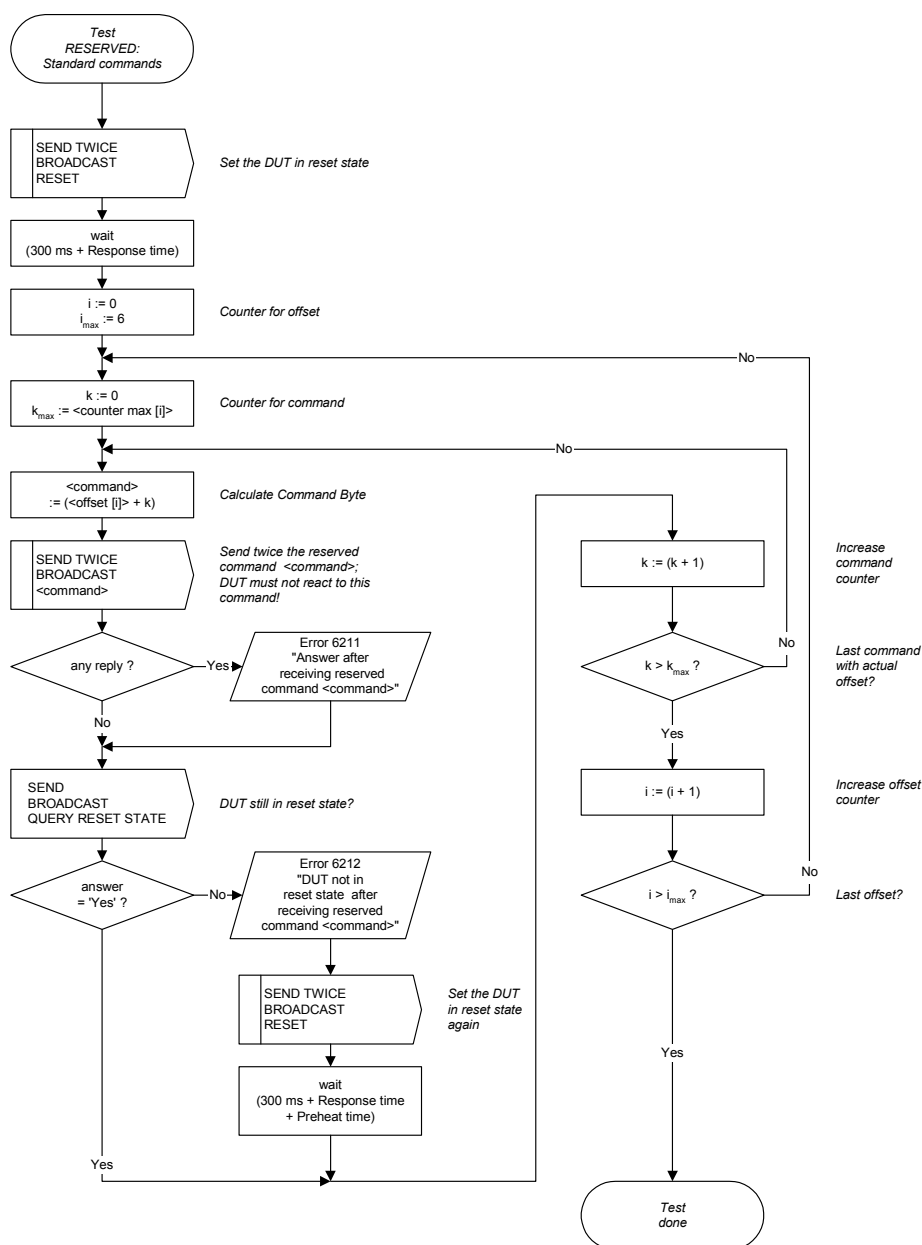 Test
RESERVED:
Standard commands
SEND TWICE
BROADCAST
RESET
Set the DUT in reset state
wait
(300 ms + Response time)
i := 0
imax := 6
Counter for offset
No
k := 0
kmax := <counter max [i]>
Counter for command
No
<command>
:= (<offset [i]> + k)
Calculate Command Byte
SEND TWICE
BROADCAST
<command>
Send twice the reserved
command <command>;
DUT must not react to this
command!
any reply ?
Yes
Error 6211
"Answer after
receiving reserved
command <command>"
No
SEND
BROADCAST
QUERY RESET STATE
DUT still in reset state?
answer
= 'Yes' ?
No
Error 6212
"DUT not in
reset state after
receiving reserved
command <command>"
SEND TWICE
BROADCAST
RESET
Set the DUT
in reset state
again
wait
(300 ms + Response time
+ Preheat time)
Yes
k := (k + 1)
Increase
command
counter
k > kmax ?
No
Last command
with actual
offset?
Yes
i := (i + 1)
Increase offset
counter
i > imax ?
No
Last offset?
Yes
Test
done